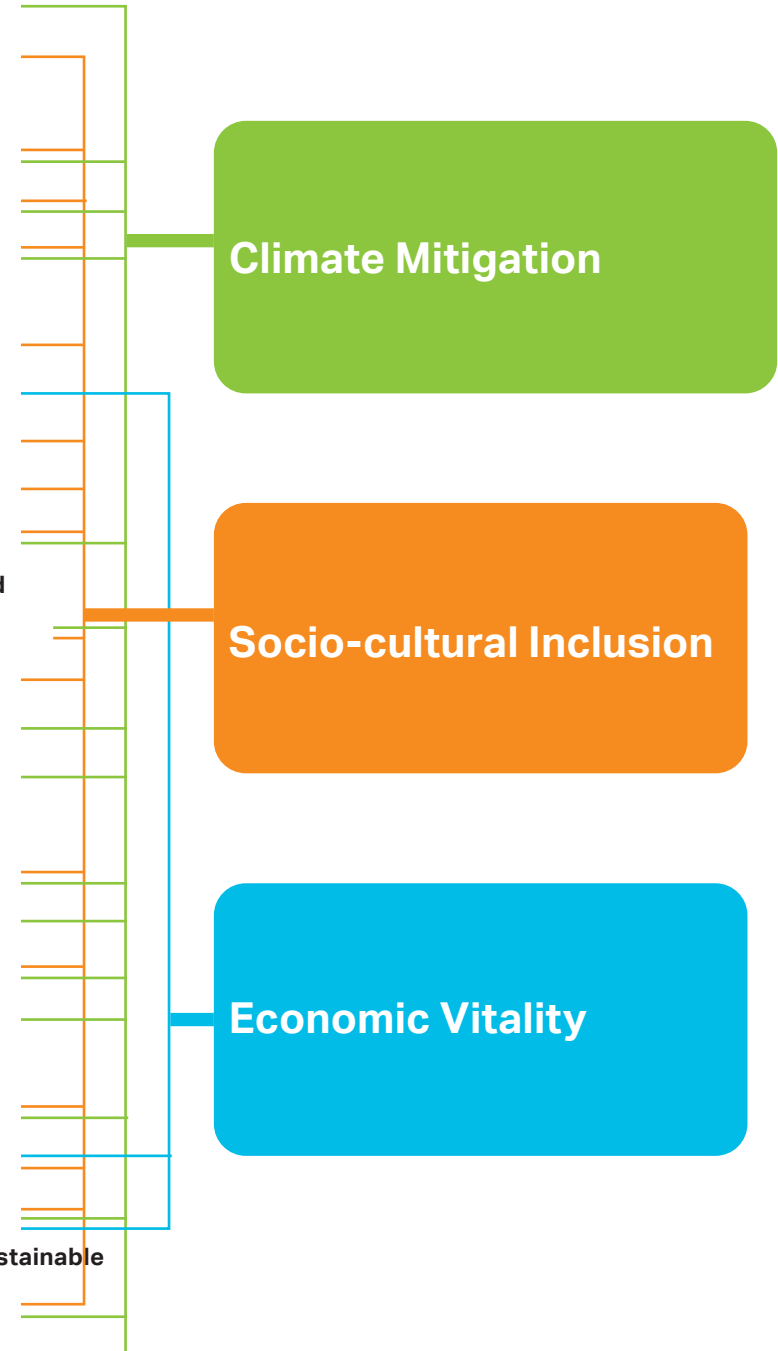 Climate Mitigation
d
Socio-cultural Inclusion
Economic Vitality
stainable